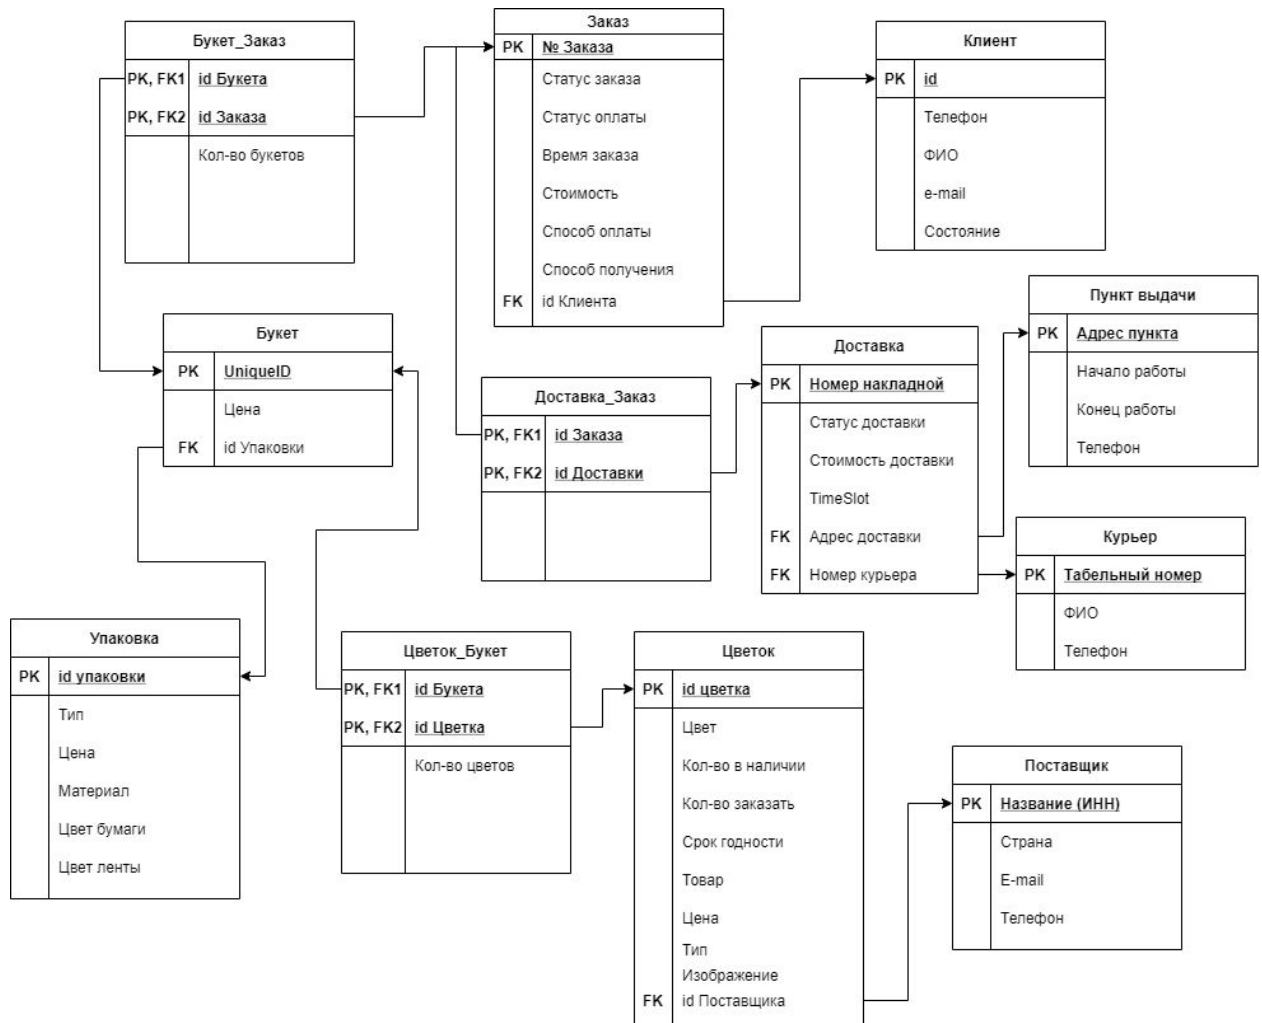 Букет_Заказ
PK, FK1 id Букета
PK, FK2 id Заказа
Кол-во букетов
Заказ
PK № Заказа
Статус заказа
Статус оплаты
Время заказа
Стоимость
Способ оплаты
Способ получения
FK id Клиента
Клиент
PK id
Телефон
ФИО
e-mail
Состояние
Букет
PK UniqueID
Цена
FK id Упаковки
Доставка_Заказ
PK, FK1 id Заказа
PK, FK2 id Доставки
Доставка
PK Номер накладной
Статус доставки
Стоимость доставки
TimeSlot
FK Адрес доставки
FK Номер курьера
Пункт выдачи
PK Адрес пункта
Начало работы
Конец работы
Телефон
Курьер
PK Табельный номер
ФИО
Телефон
Упаковка
PK id упаковки
Тип
Цена
Материал
Цвет бумаги
Цвет ленты
Цветок_Букет
PK, FK1 id Букета
PK, FK2 id Цветка
Кол-во цветов
Цветок
PK id цветка
Цвет
Кол-во в наличии
Кол-во заказать
Срок годности
Товар
Цена
Тип
Изображение
FK id Поставщика
Поставщик
PK Название (ИНН)
Страна
E-mail
Телефон